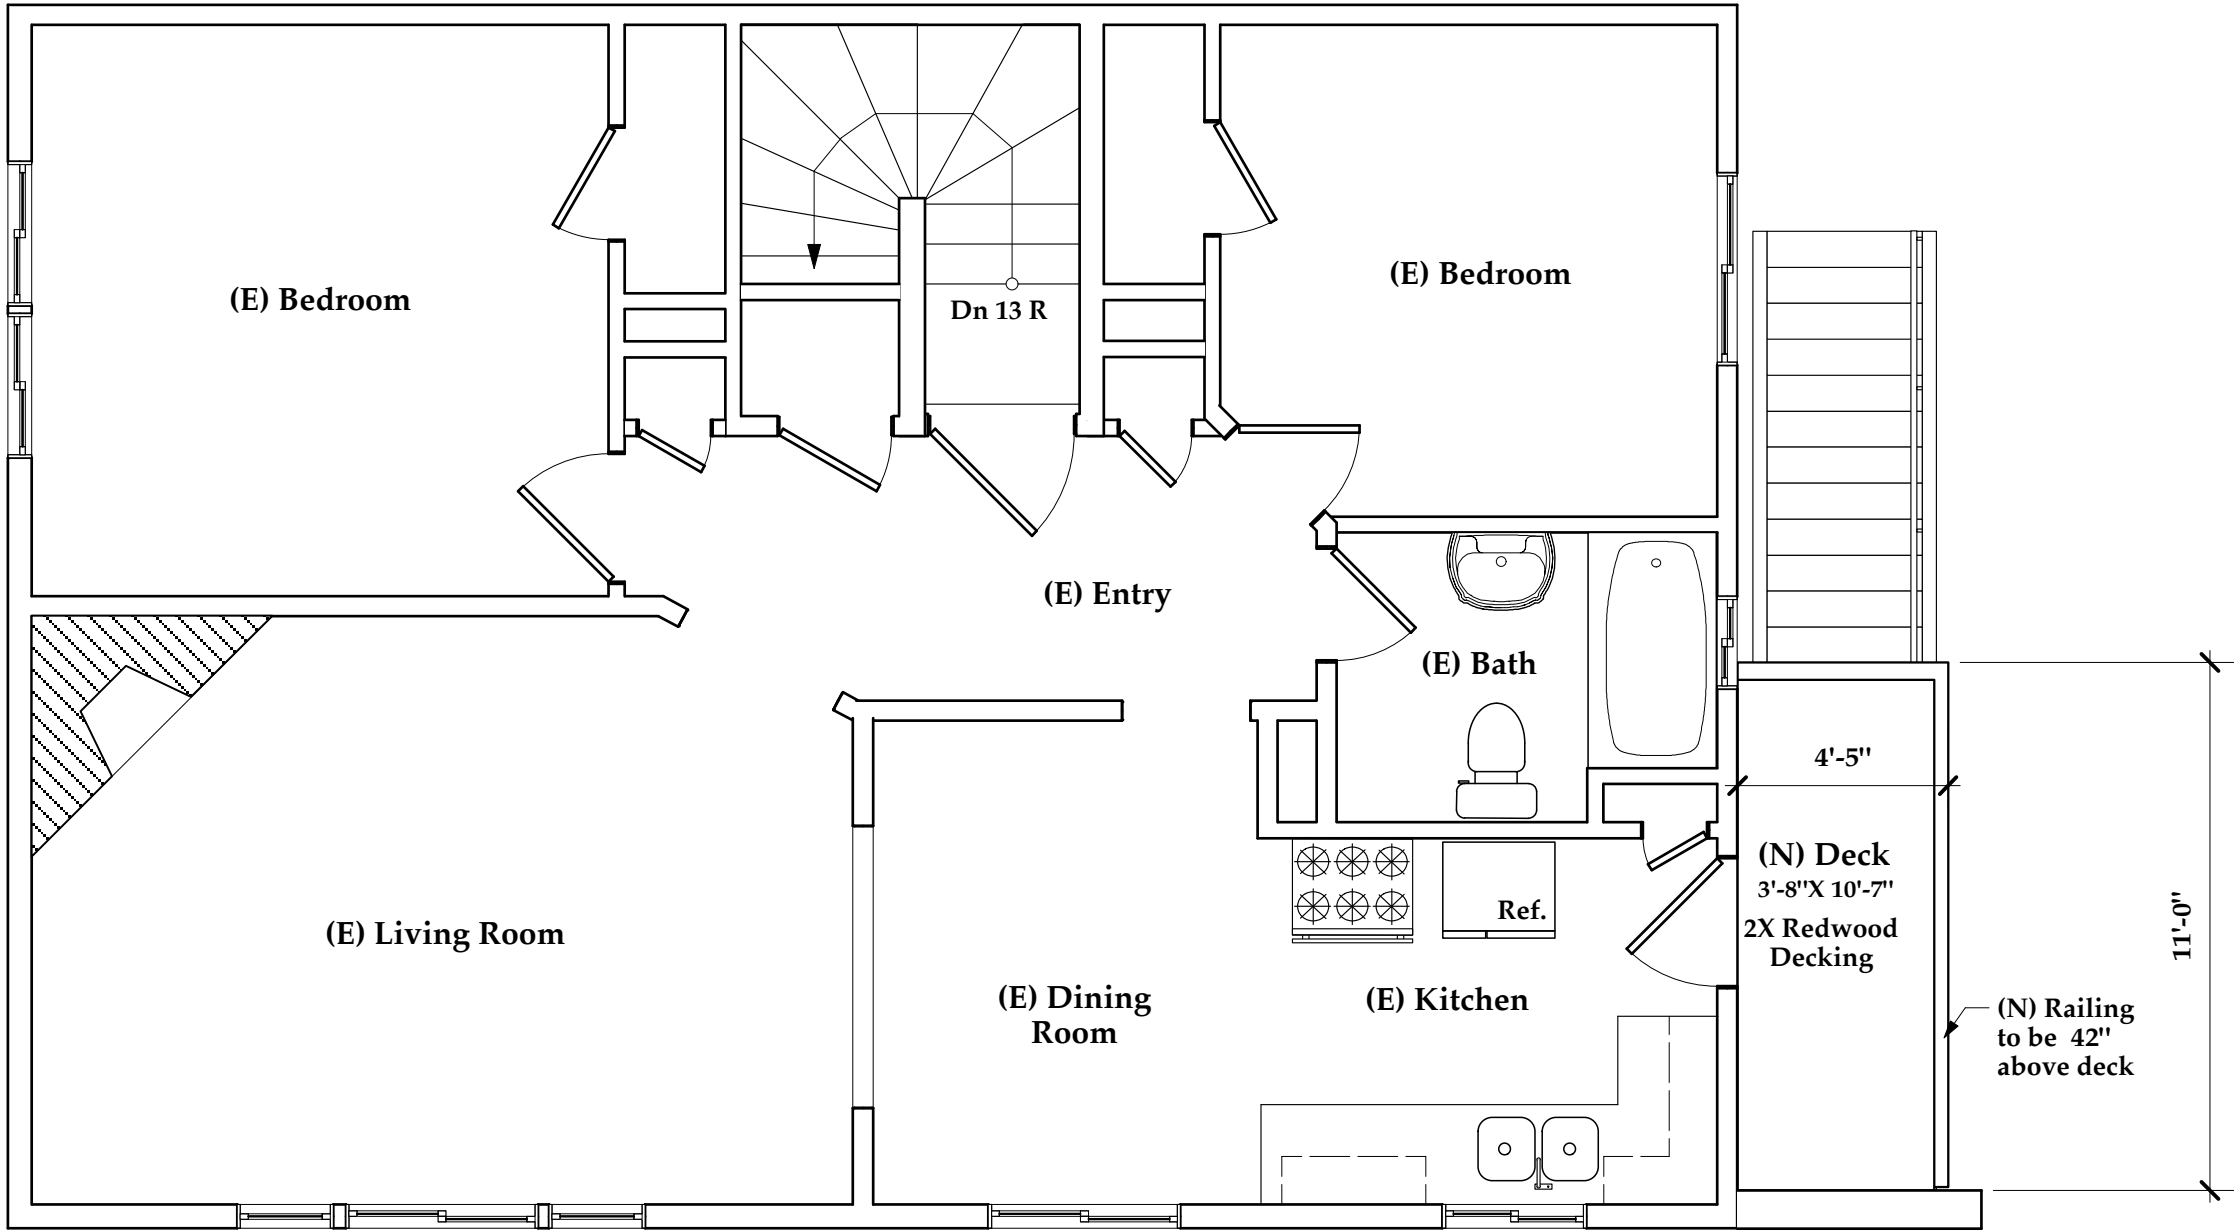 (E) Bedroom
(E) Bedroom
Dn 13 R
(E) Entry
(E) Bath
4'-5"
(N) Deck
3'-8"X 10'-7"
2X Redwood
Decking
11'-0"
Ref.
(E) Living Room
(E) Dining
Room
(E) Kitchen
(N) Railing
to be 42"
above deck